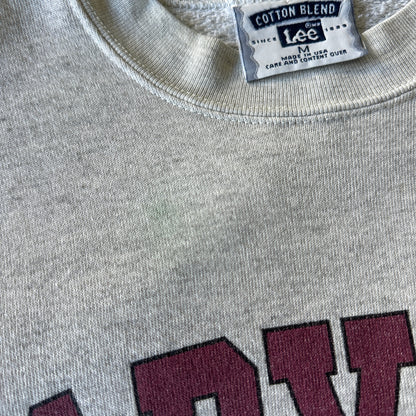 COTTON BLEND
SINCE Lee 1889
M
MADE IN USA
CARE AND CONTENT OVER
ARV